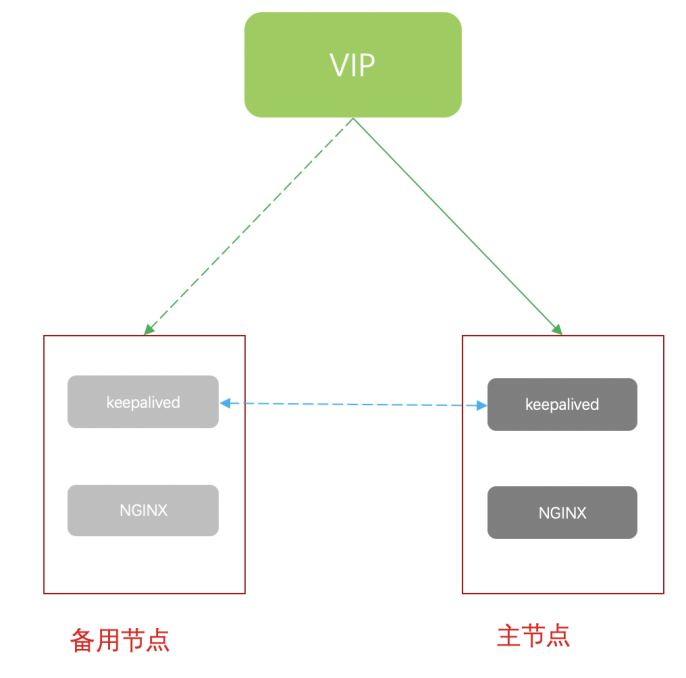 VIP
keepalived
keepalived
NGINX
NGINX
备用节点
主节点